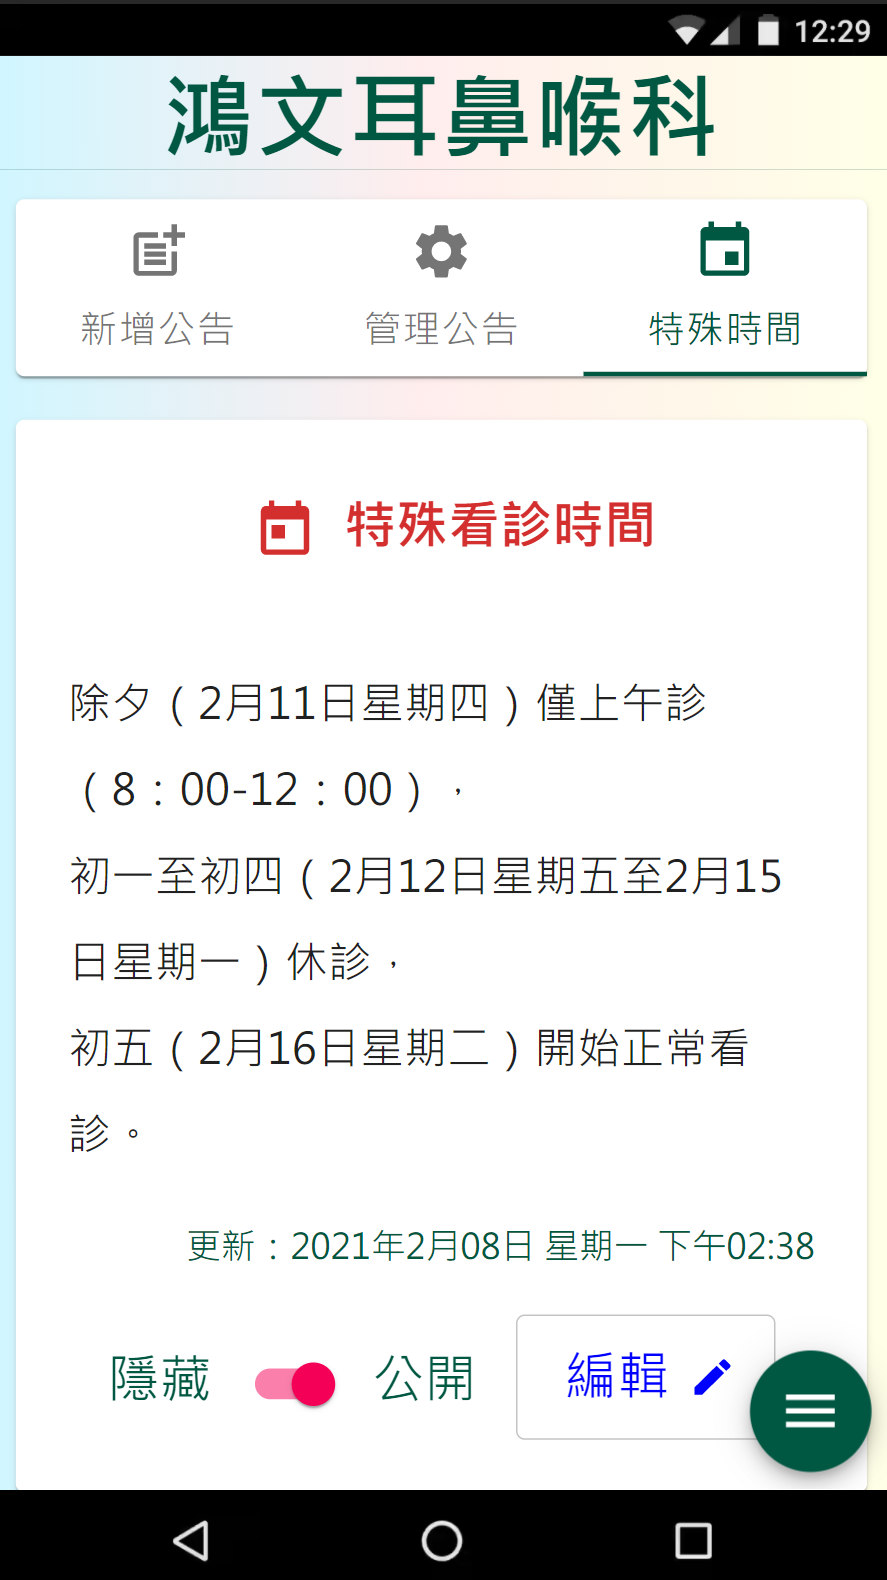 12:29
鴻文耳鼻喉科
新增公告
管理公告
特殊時間
特殊看診時間
除夕（2月11日星期四）僅上午診
（8：00-12：00），
初一至初四（2月12日星期五至2月15
日星期一）休診，
初五（2月16日星期二）開始正常看
診。
更新：2021年2月08日 星期一 下午02:38
隱藏 公開 編輯